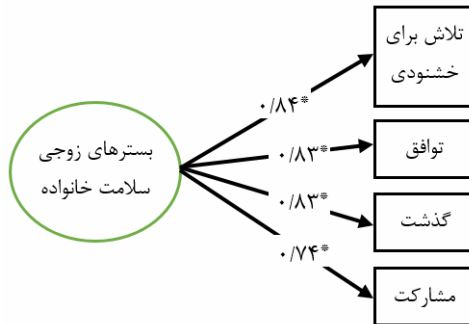 تلاش برای
خشنودی
۰/۸۴*
توافق
۰/۸۳*
بسترهای زوجی
سلامت خانواده
۰/۸۳*
گذشت
۰/۷۴*
مشارکت